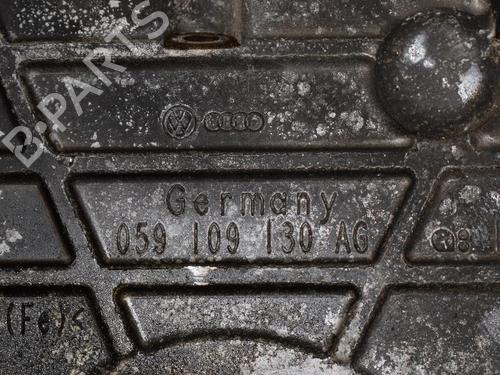 B-PARTS
Germany
059 109 130 AG
(Fe)<